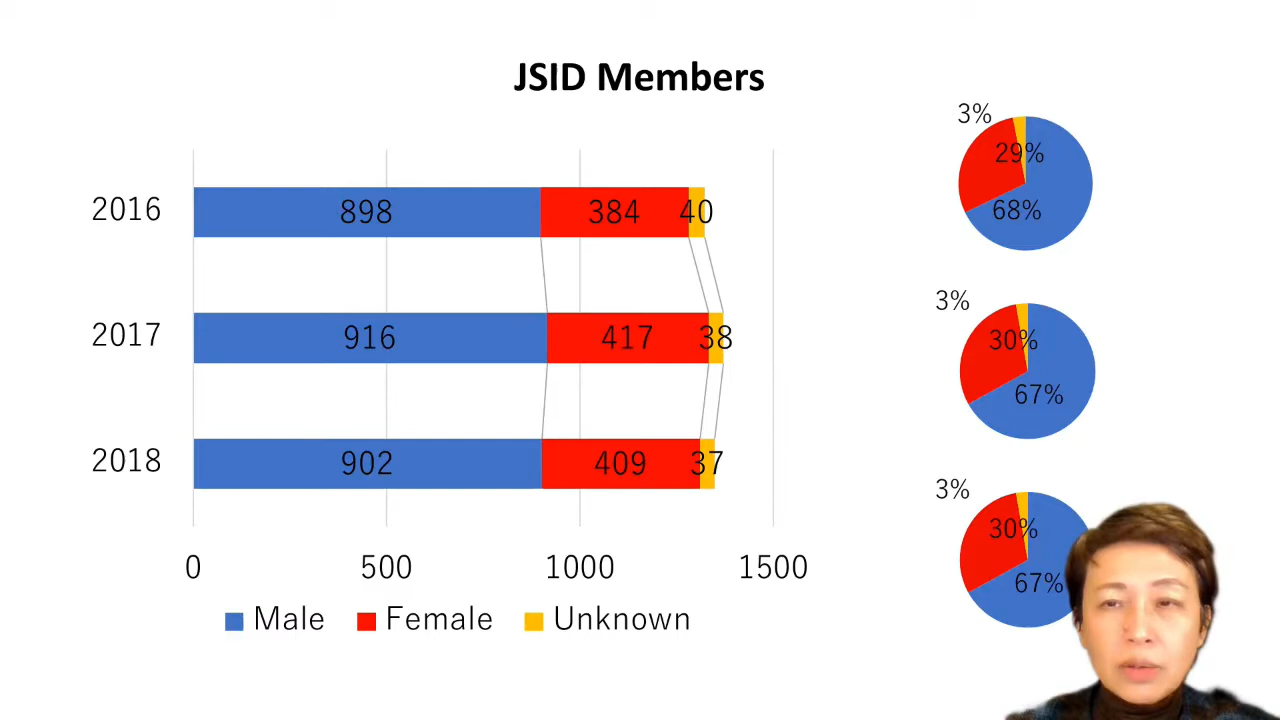 JSID Members
2016 898 384 40
2017 916 417 38
2018 902 409 37
0 500 1000 1500
Male Female Unknown
3%
29%
68%
3%
30%
67%
3%
30%
67%